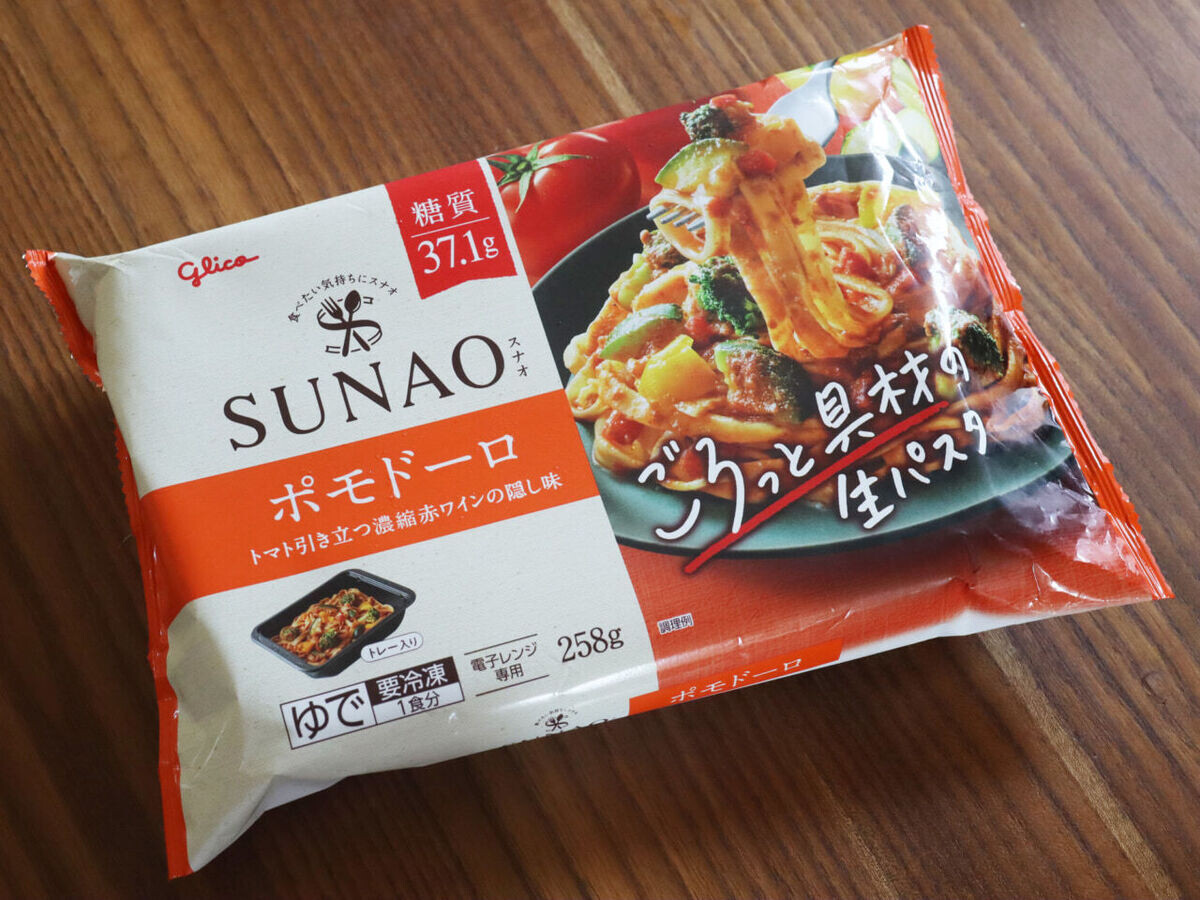 Glico
食べたい気持ちにスナオ
SUNAO
スナオ
糖質
37.1g
ポモドーロ
トマト引き立つ濃縮赤ワインの隠し味
ごろっと具材の
生パスタ
調理例
トレー入り
ゆで
要冷凍
1食分
電子レンジ
専用
258g
ポモドーロ